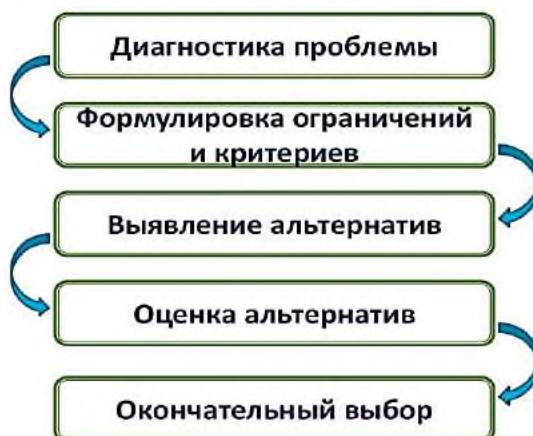 Диагностика проблемы
Формулировка ограничений
и критериев
Выявление альтернатив
Оценка альтернатив
Окончательный выбор